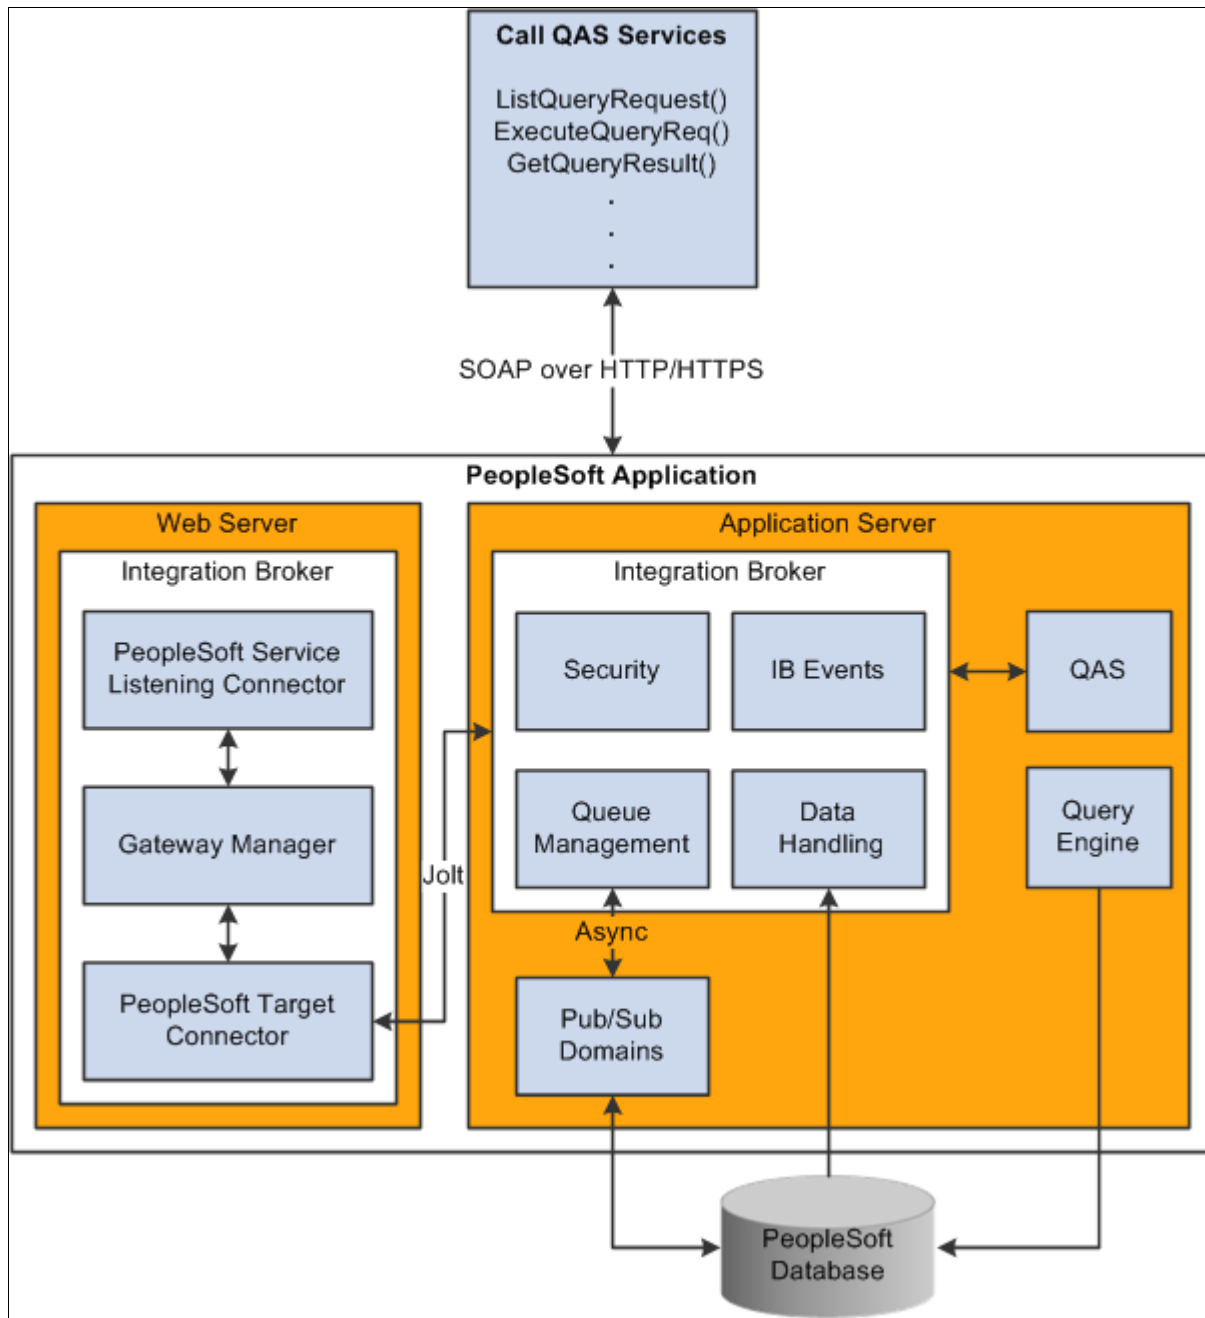 Call QAS Services
ListQueryRequest()
ExecuteQueryReq()
GetQueryResult()
.
.
.
SOAP over HTTP/HTTPS
PeopleSoft Application
Web Server
Integration Broker
PeopleSoft Service
Listening Connector
Gateway Manager
PeopleSoft Target
Connector
Jolt
Application Server
Integration Broker
Security
IB Events
QAS
Queue
Management
Data
Handling
Query
Engine
Async
Pub/Sub
Domains
PeopleSoft
Database